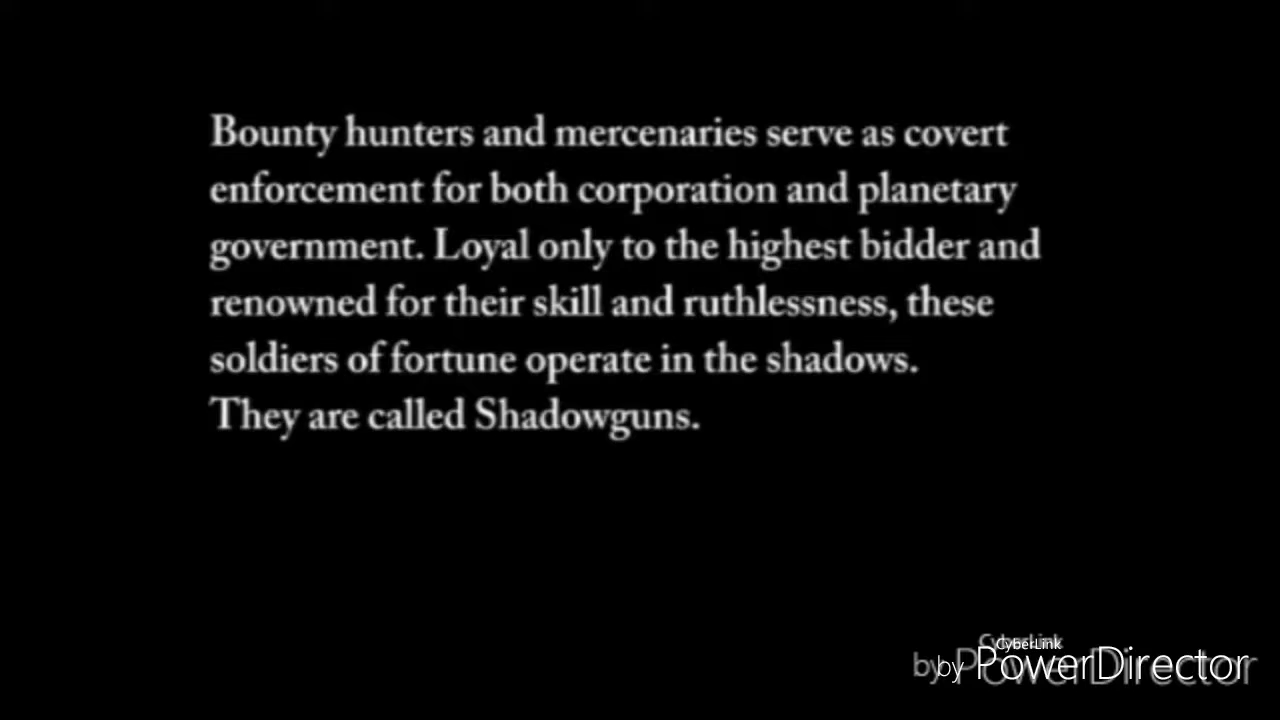 Bounty hunters and mercenaries serve as covert
enforcement for both corporation and planetary
government. Loyal only to the highest bidder and
renowned for their skill and ruthlessness, these
soldiers of fortune operate in the shadows.
They are called Shadowguns.
CyberLink
by PowerDirector